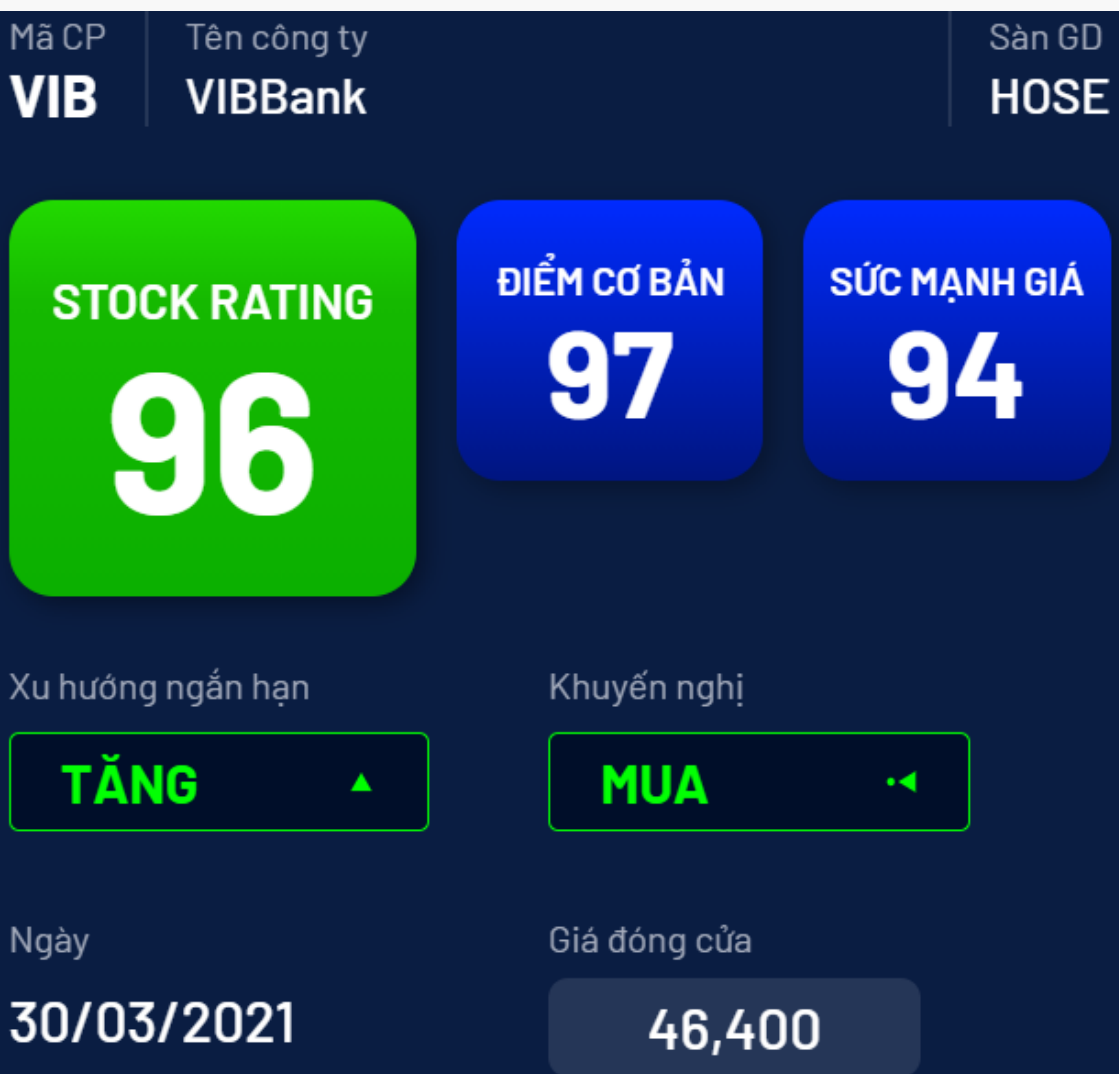 Mã CP
VIB
Tên công ty
VIBBank
Sàn GD
HOSE
STOCK RATING
96
ĐIỂM CƠ BẢN
97
SỨC MẠNH GIÁ
94
Xu hướng ngắn hạn
TĂNG
Khuyến nghị
MUA
Ngày
30/03/2021
Giá đóng cửa
46,400